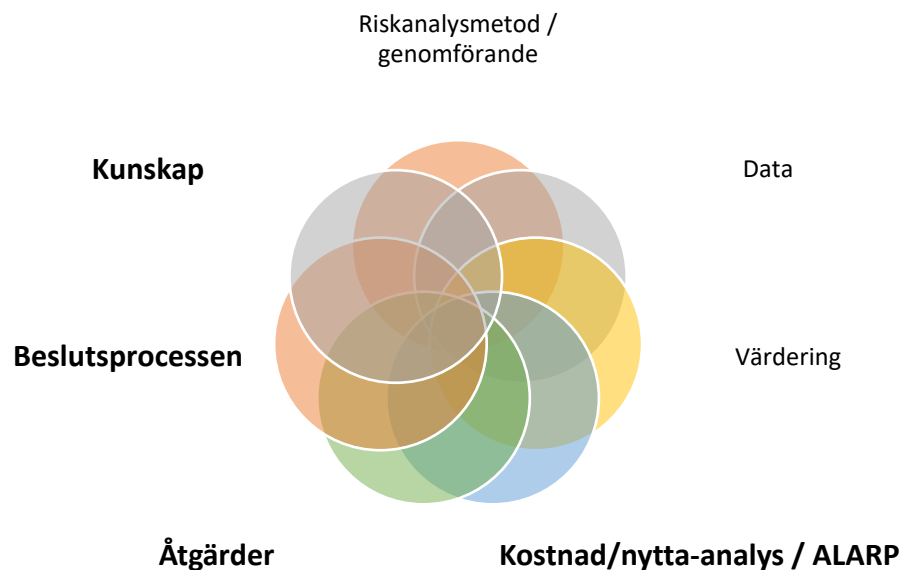 Riskanalysmetod /
genomförande
Kunskap
Data
Beslutsprocessen
Värdering
Åtgärder
Kostnad/nytta-analys / ALARP